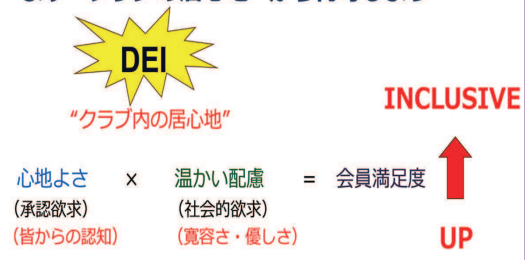 DEI
“クラブ内の居心地”
INCLUSIVE
心地よさ × 温かい配慮 = 会員満足度
(承認欲求) (社会的欲求)
(皆からの認知) (寛容さ・優しさ) UP